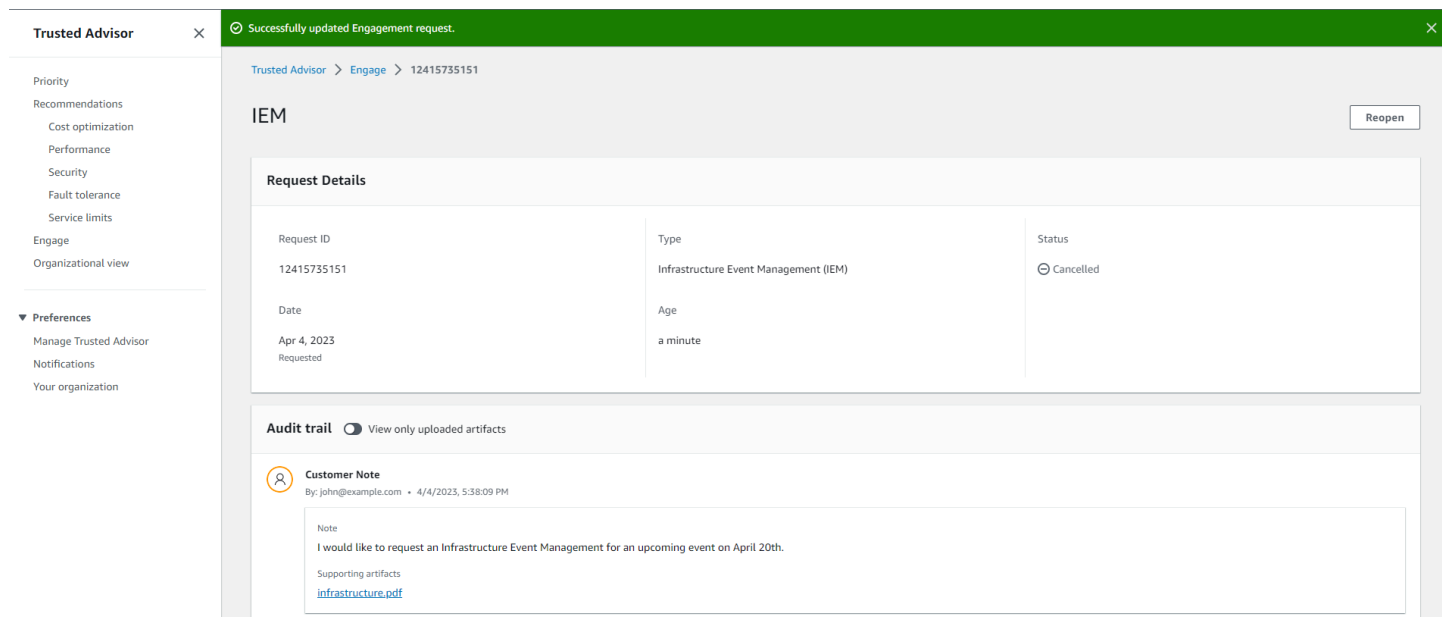 Trusted Advisor
Successfully updated Engagement request.
Priority
Recommendations
Cost optimization
Performance
Security
Fault tolerance
Service limits
Engage
Organizational view
Preferences
Manage Trusted Advisor
Notifications
Your organization
Trusted Advisor > Engage > 12415735151
IEM
Reopen
Request Details
Request ID
12415735151
Type
Infrastructure Event Management (IEM)
Status
Cancelled
Date
Apr 4, 2023
Requested
Age
a minute
Audit trail View only uploaded artifacts
Customer Note
By: john@example.com • 4/4/2023, 5:38:09 PM
Note
I would like to request an Infrastructure Event Management for an upcoming event on April 20th.
Supporting artifacts
infrastructure.pdf